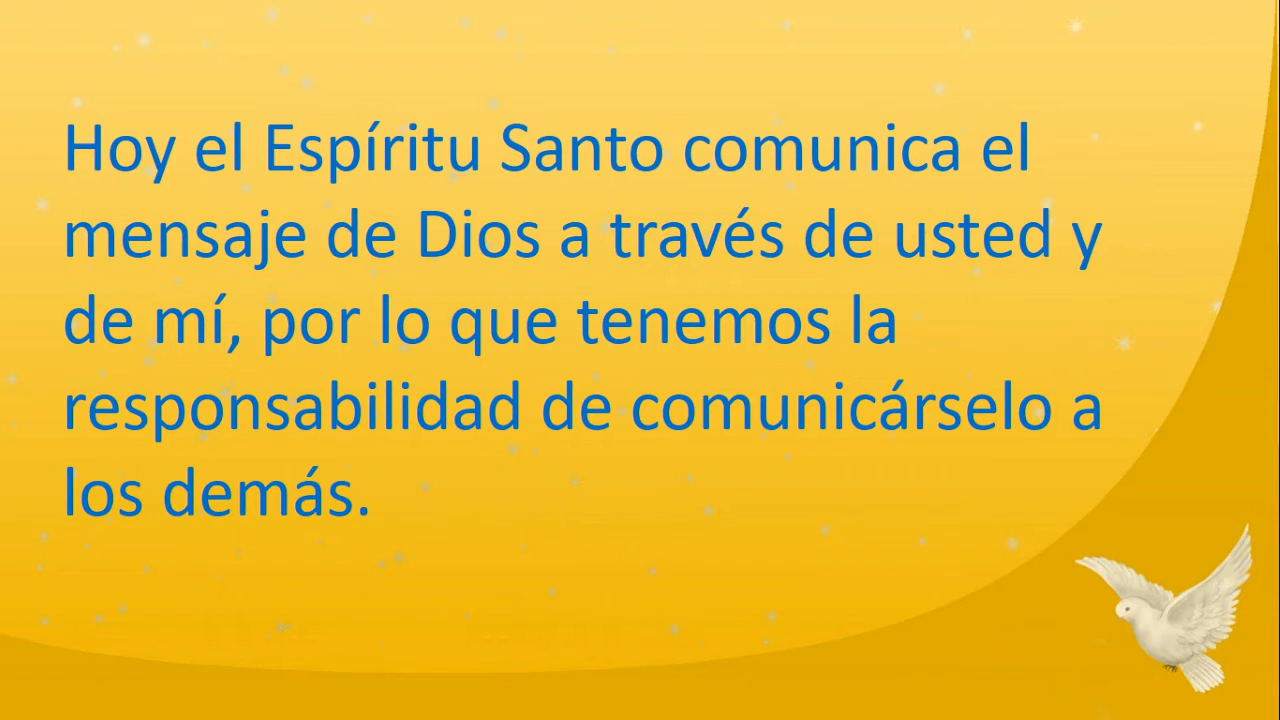 Hoy el Espíritu Santo comunica el
mensaje de Dios a través de usted y
de mí, por lo que tenemos la
responsabilidad de comunicárselo a
los demás.